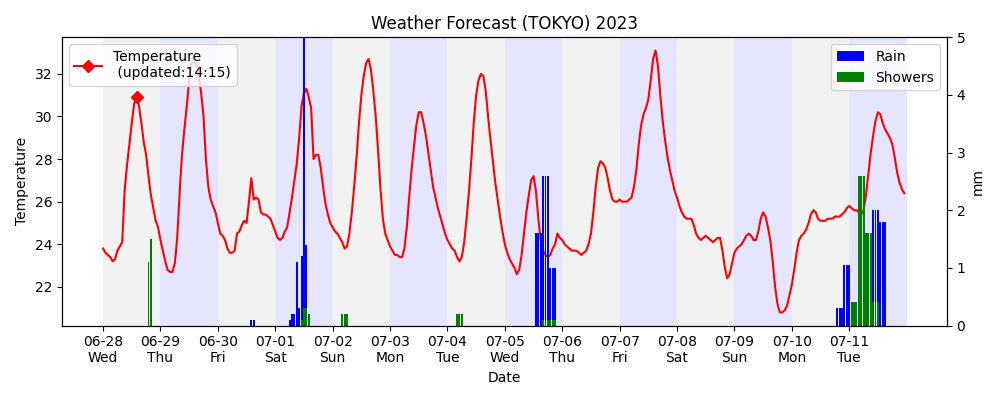 Weather Forecast (TOKYO) 2023
Temperature
(updated:14:15)
Rain
Showers
Temperature
32
30
28
26
24
22
5
4
3
2
1
0
mm
06-28 06-29 06-30 07-01 07-02 07-03 07-04 07-05 07-06 07-07 07-08 07-09 07-10 07-11
Wed Thu Fri Sat Sun Mon Tue Wed Thu Fri Sat Sun Mon Tue
Date